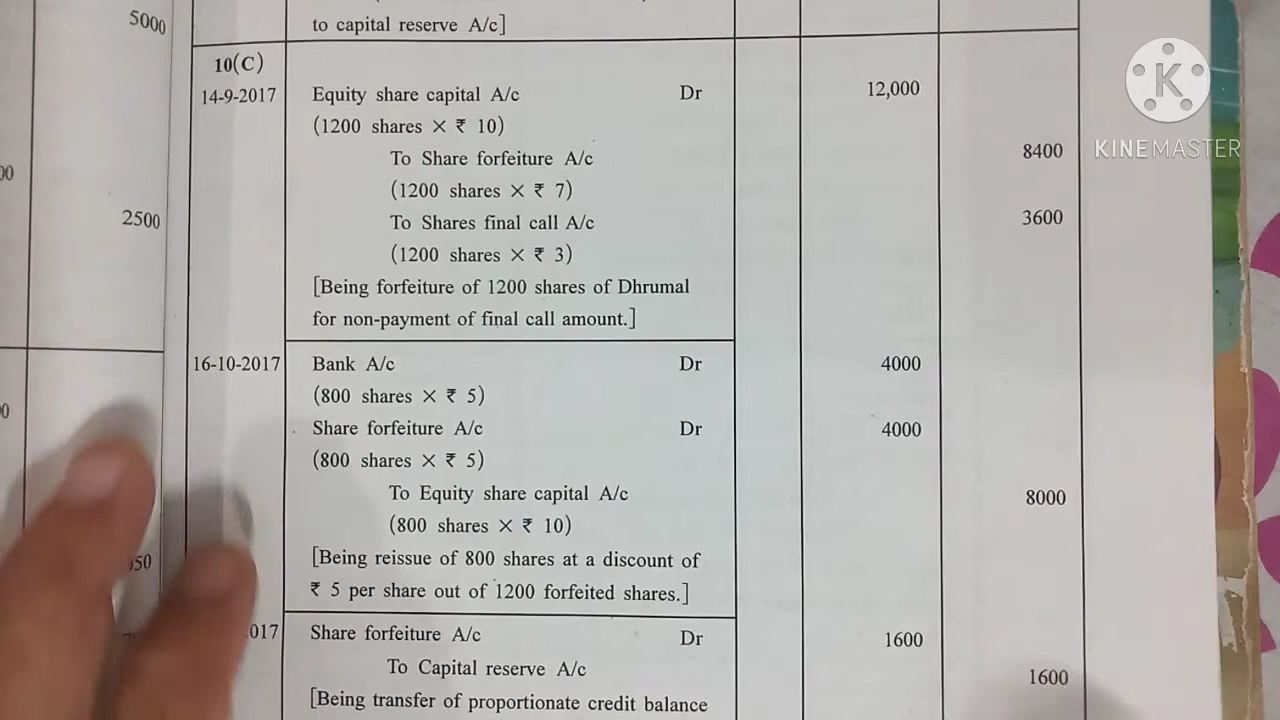 5000
to capital reserve A/c]
10(C)
14-9-2017 Equity share capital A/c Dr 12,000
(1200 shares × ₹ 10)
To Share forfeiture A/c 8400
(1200 shares × ₹ 7)
2500 To Shares final call A/c 3600
(1200 shares × ₹ 3)
[Being forfeiture of 1200 shares of Dhrumal
for non-payment of final call amount.]
16-10-2017 Bank A/c Dr 4000
(800 shares × ₹ 5)
Share forfeiture A/c Dr 4000
(800 shares × ₹ 5)
To Equity share capital A/c 8000
(800 shares × ₹ 10)
[Being reissue of 800 shares at a discount of
₹ 5 per share out of 1200 forfeited shares.]
017 Share forfeiture A/c Dr 1600
To Capital reserve A/c 1600
[Being transfer of proportionate credit balance
K
KINEMASTER